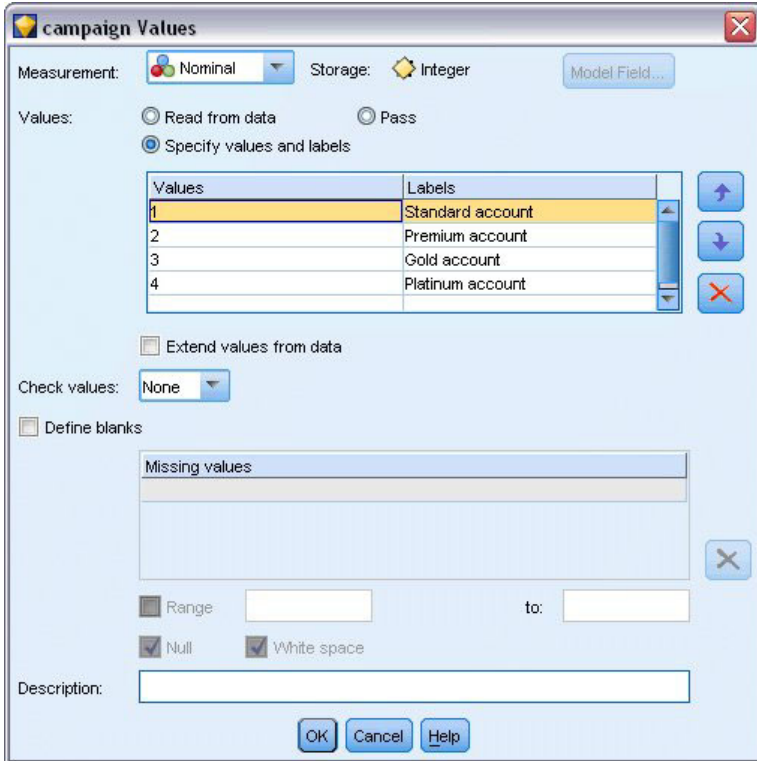 campaign Values
Measurement: Nominal Storage: Integer Model Field...
Values: Read from data Pass
Specify values and labels
Values Labels
1 Standard account
2 Premium account
3 Gold account
4 Platinum account
Extend values from data
Check values: None
Define blanks
Missing values
Range to:
Null White space
Description:
OK Cancel Help